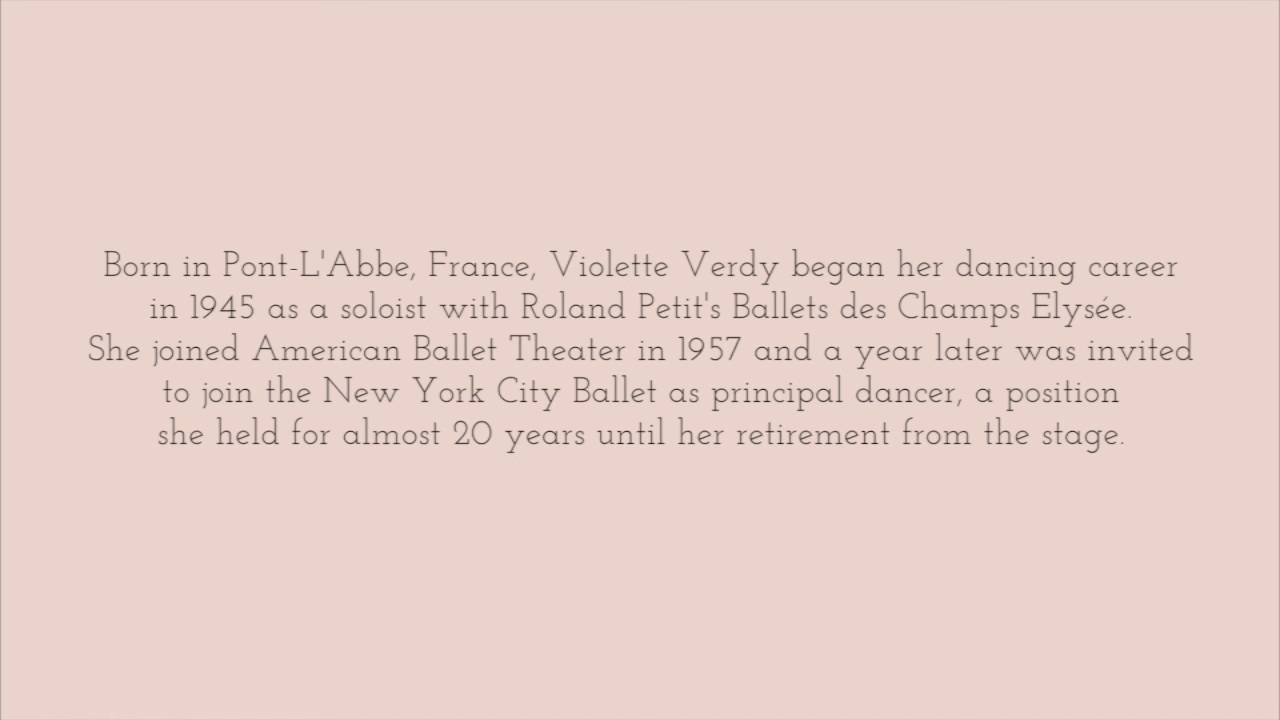 Born in Pont-L'Abbe, France, Violette Verdy began her dancing career
in 1945 as a soloist with Roland Petit's Ballets des Champs Elysée.
She joined American Ballet Theater in 1957 and a year later was invited
to join the New York City Ballet as principal dancer, a position
she held for almost 20 years until her retirement from the stage.